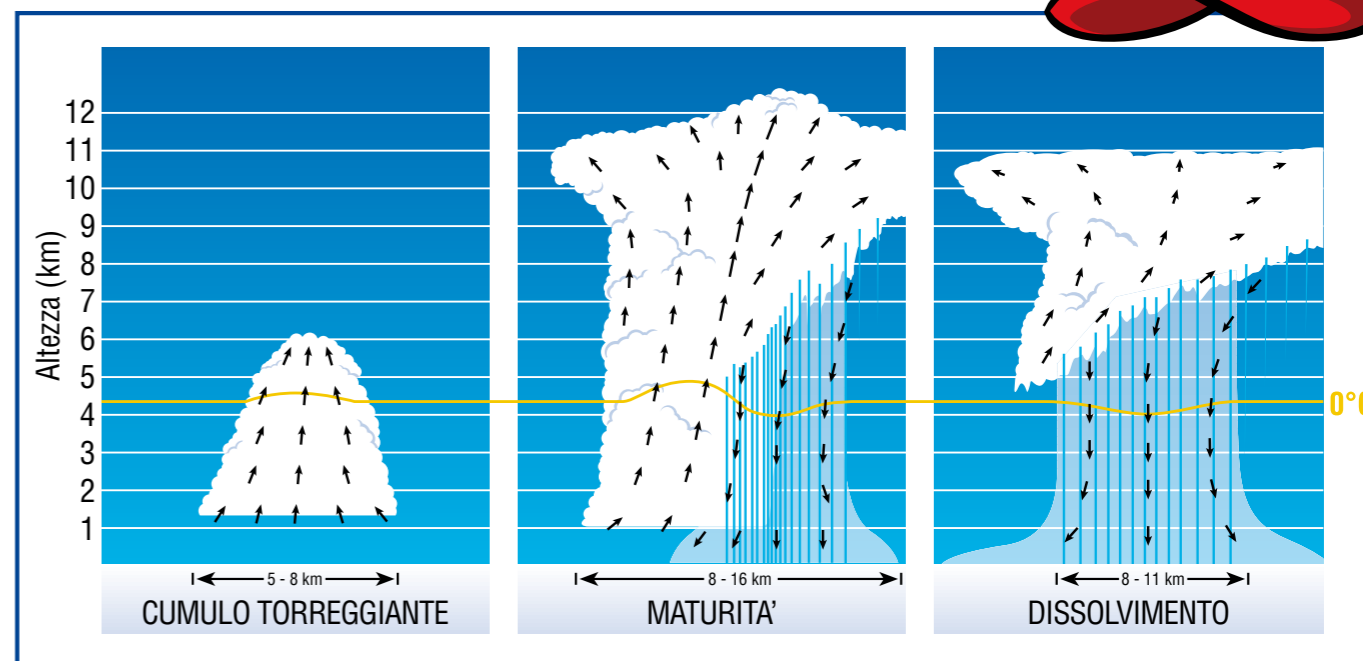 Altezza (km)
12
11
10
9
8
7
6
5
4
3
2
1
0°
5 - 8 km
8 - 16 km
8 - 11 km
CUMULO TORREGGIANTE
MATURITA’
DISSOLVIMENTO